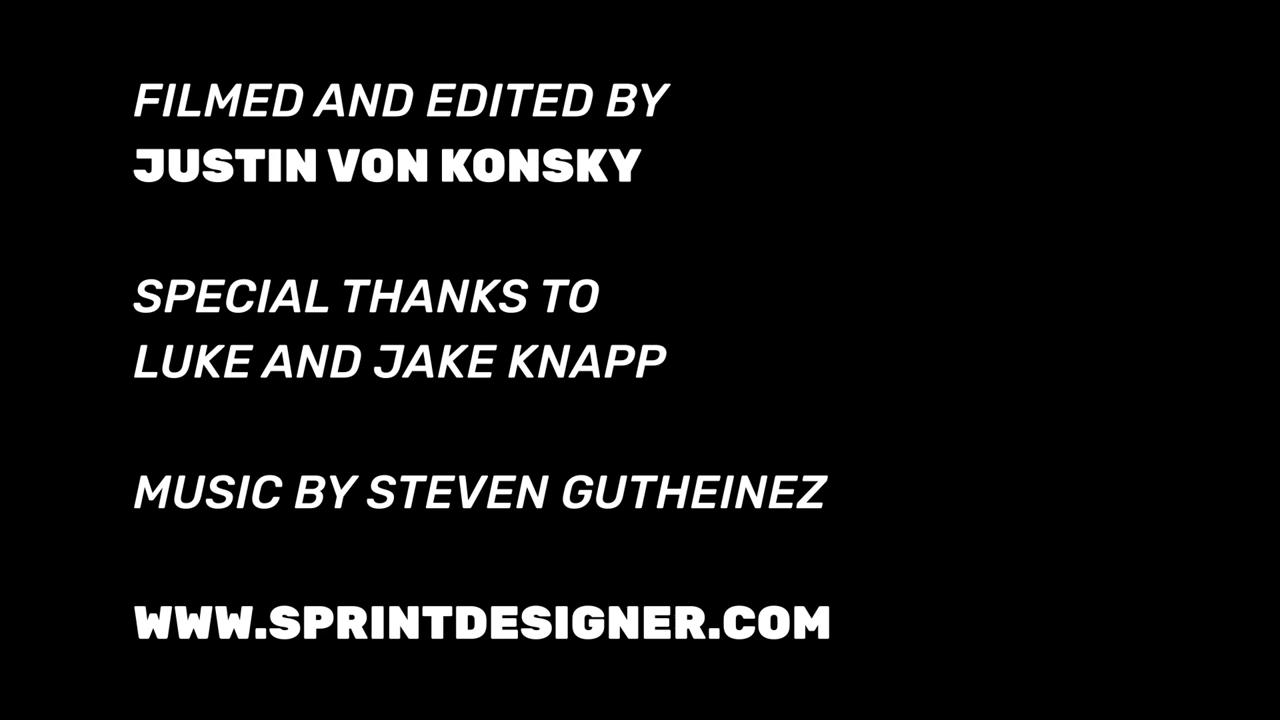 FILMED AND EDITED BY
JUSTIN VON KONSKY
SPECIAL THANKS TO
LUKE AND JAKE KNAPP
MUSIC BY STEVEN GUTHEINEZ
WWW.SPRINTDESIGNER.COM